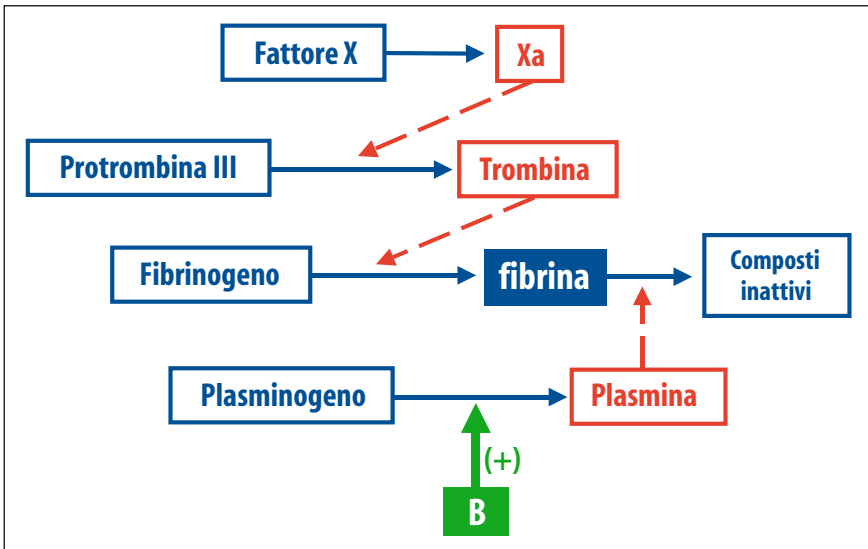 Fattore X
Xa
Protrombina III
Trombina
Fibrinogeno
fibrina
Composti
inattivi
Plasminogeno
Plasmina
(+)
B